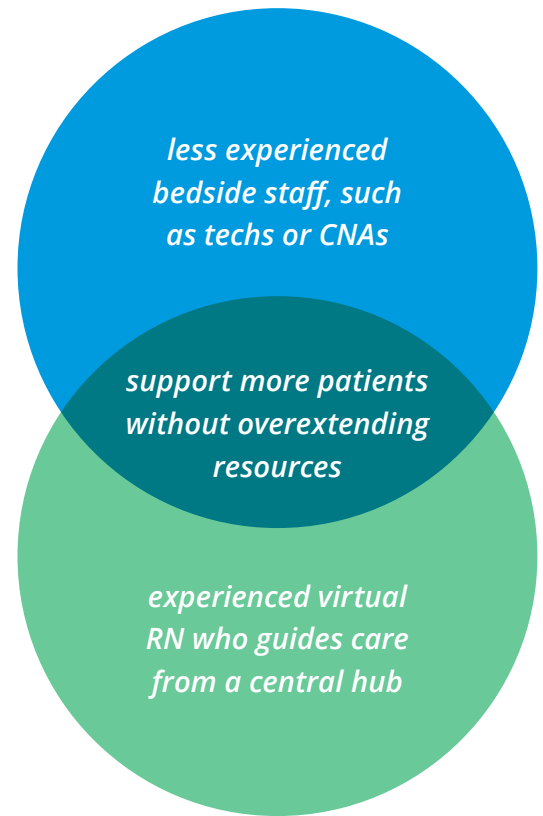 less experienced
bedside staff, such
as techs or CNAs
support more patients
without overextending
resources
experienced virtual
RN who guides care
from a central hub